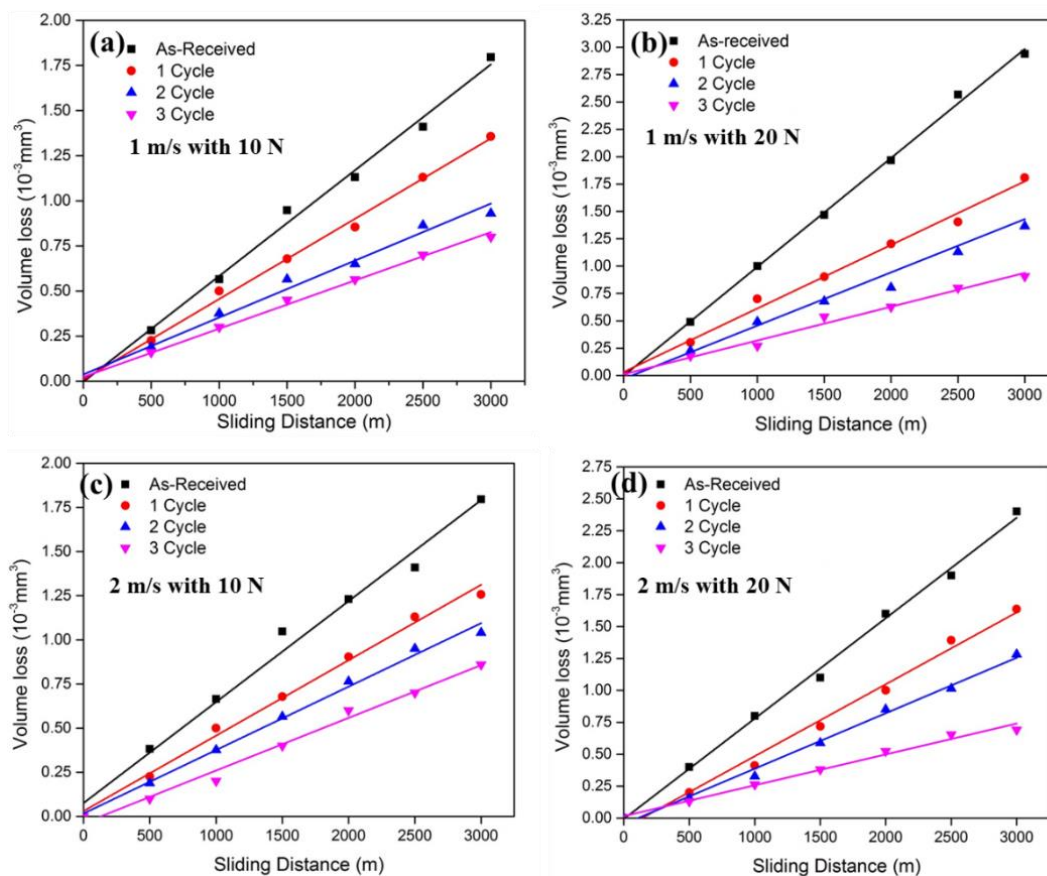 (a)
As-Received
1 Cycle
2 Cycle
3 Cycle
1 m/s with 10 N
Volume loss (10⁻³mm³)
2.00
1.75
1.50
1.25
1.00
0.75
0.50
0.25
0.00
0 500 1000 1500 2000 2500 3000
Sliding Distance (m)
(b)
As-received
1 Cycle
2 Cycle
3 Cycle
1 m/s with 20 N
Volume loss (10⁻³mm³)
3.25
3.00
2.75
2.50
2.25
2.00
1.75
1.50
1.25
1.00
0.75
0.50
0.25
0.00
0 500 1000 1500 2000 2500 3000
Sliding Distance (m)
(c)
As-Received
1 Cycle
2 Cycle
3 Cycle
2 m/s with 10 N
Volume loss (10⁻³mm³)
2.00
1.75
1.50
1.25
1.00
0.75
0.50
0.25
0.00
0 500 1000 1500 2000 2500 3000
Sliding Distance (m)
(d)
As-Received
1 Cycle
2 Cycle
3 Cycle
2 m/s with 20 N
Volume loss (10⁻³mm³)
2.75
2.50
2.25
2.00
1.75
1.50
1.25
1.00
0.75
0.50
0.25
0.00
0 500 1000 1500 2000 2500 3000
Sliding Distance (m)